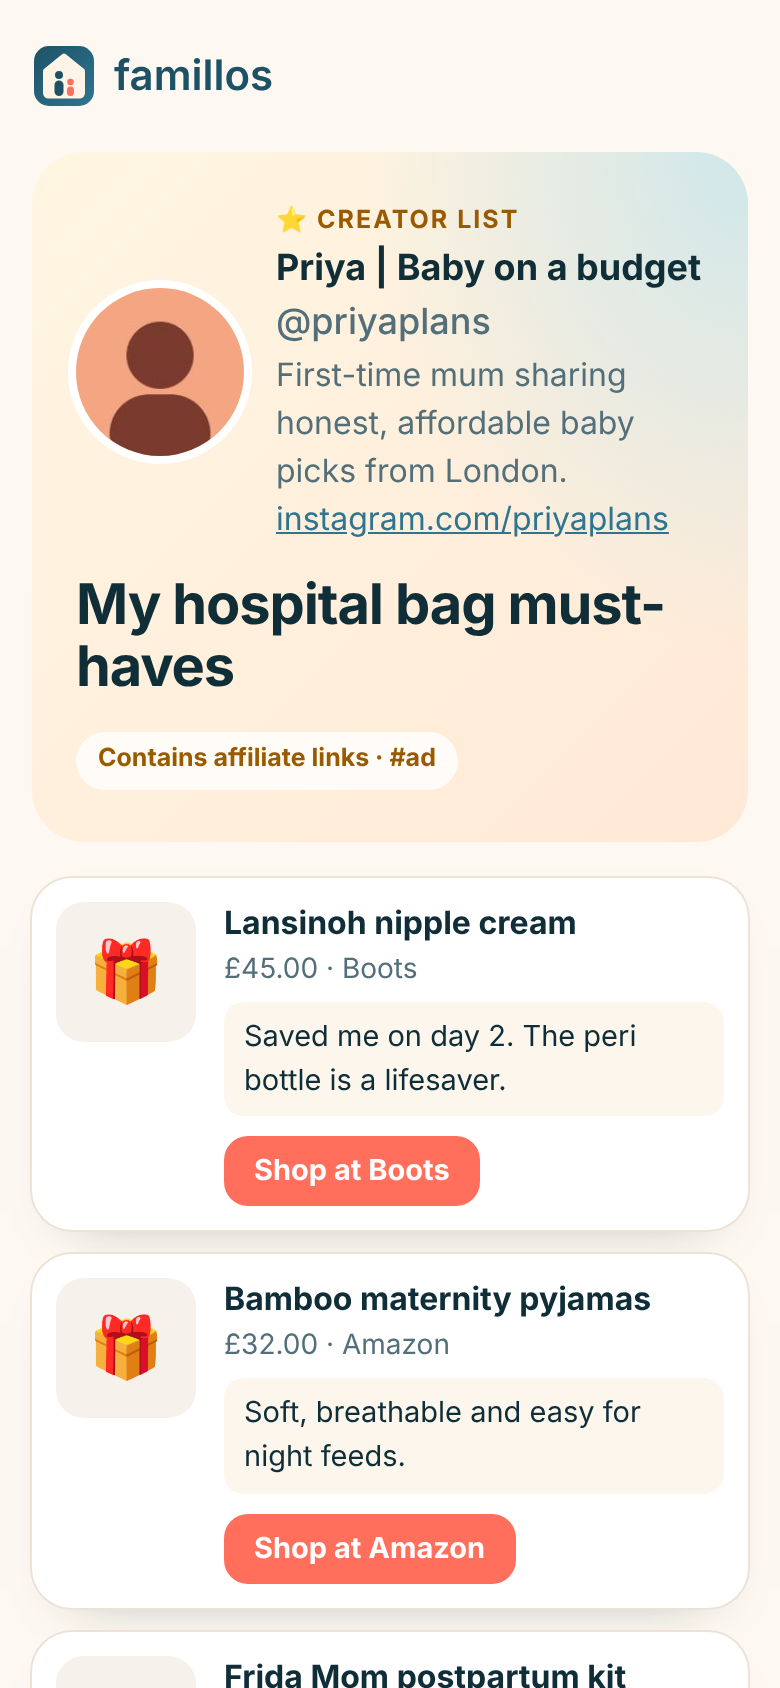 famillos
⭐ CREATOR LIST
Priya | Baby on a budget
@priyaplans
First-time mum sharing
honest, affordable baby
picks from London.
instagram.com/priyaplans
My hospital bag must-
haves
Contains affiliate links · #ad
Lansinoh nipple cream
£45.00 · Boots
Saved me on day 2. The peri
bottle is a lifesaver.
Shop at Boots
Bamboo maternity pyjamas
£32.00 · Amazon
Soft, breathable and easy for
night feeds.
Shop at Amazon
Frida Mom postpartum kit